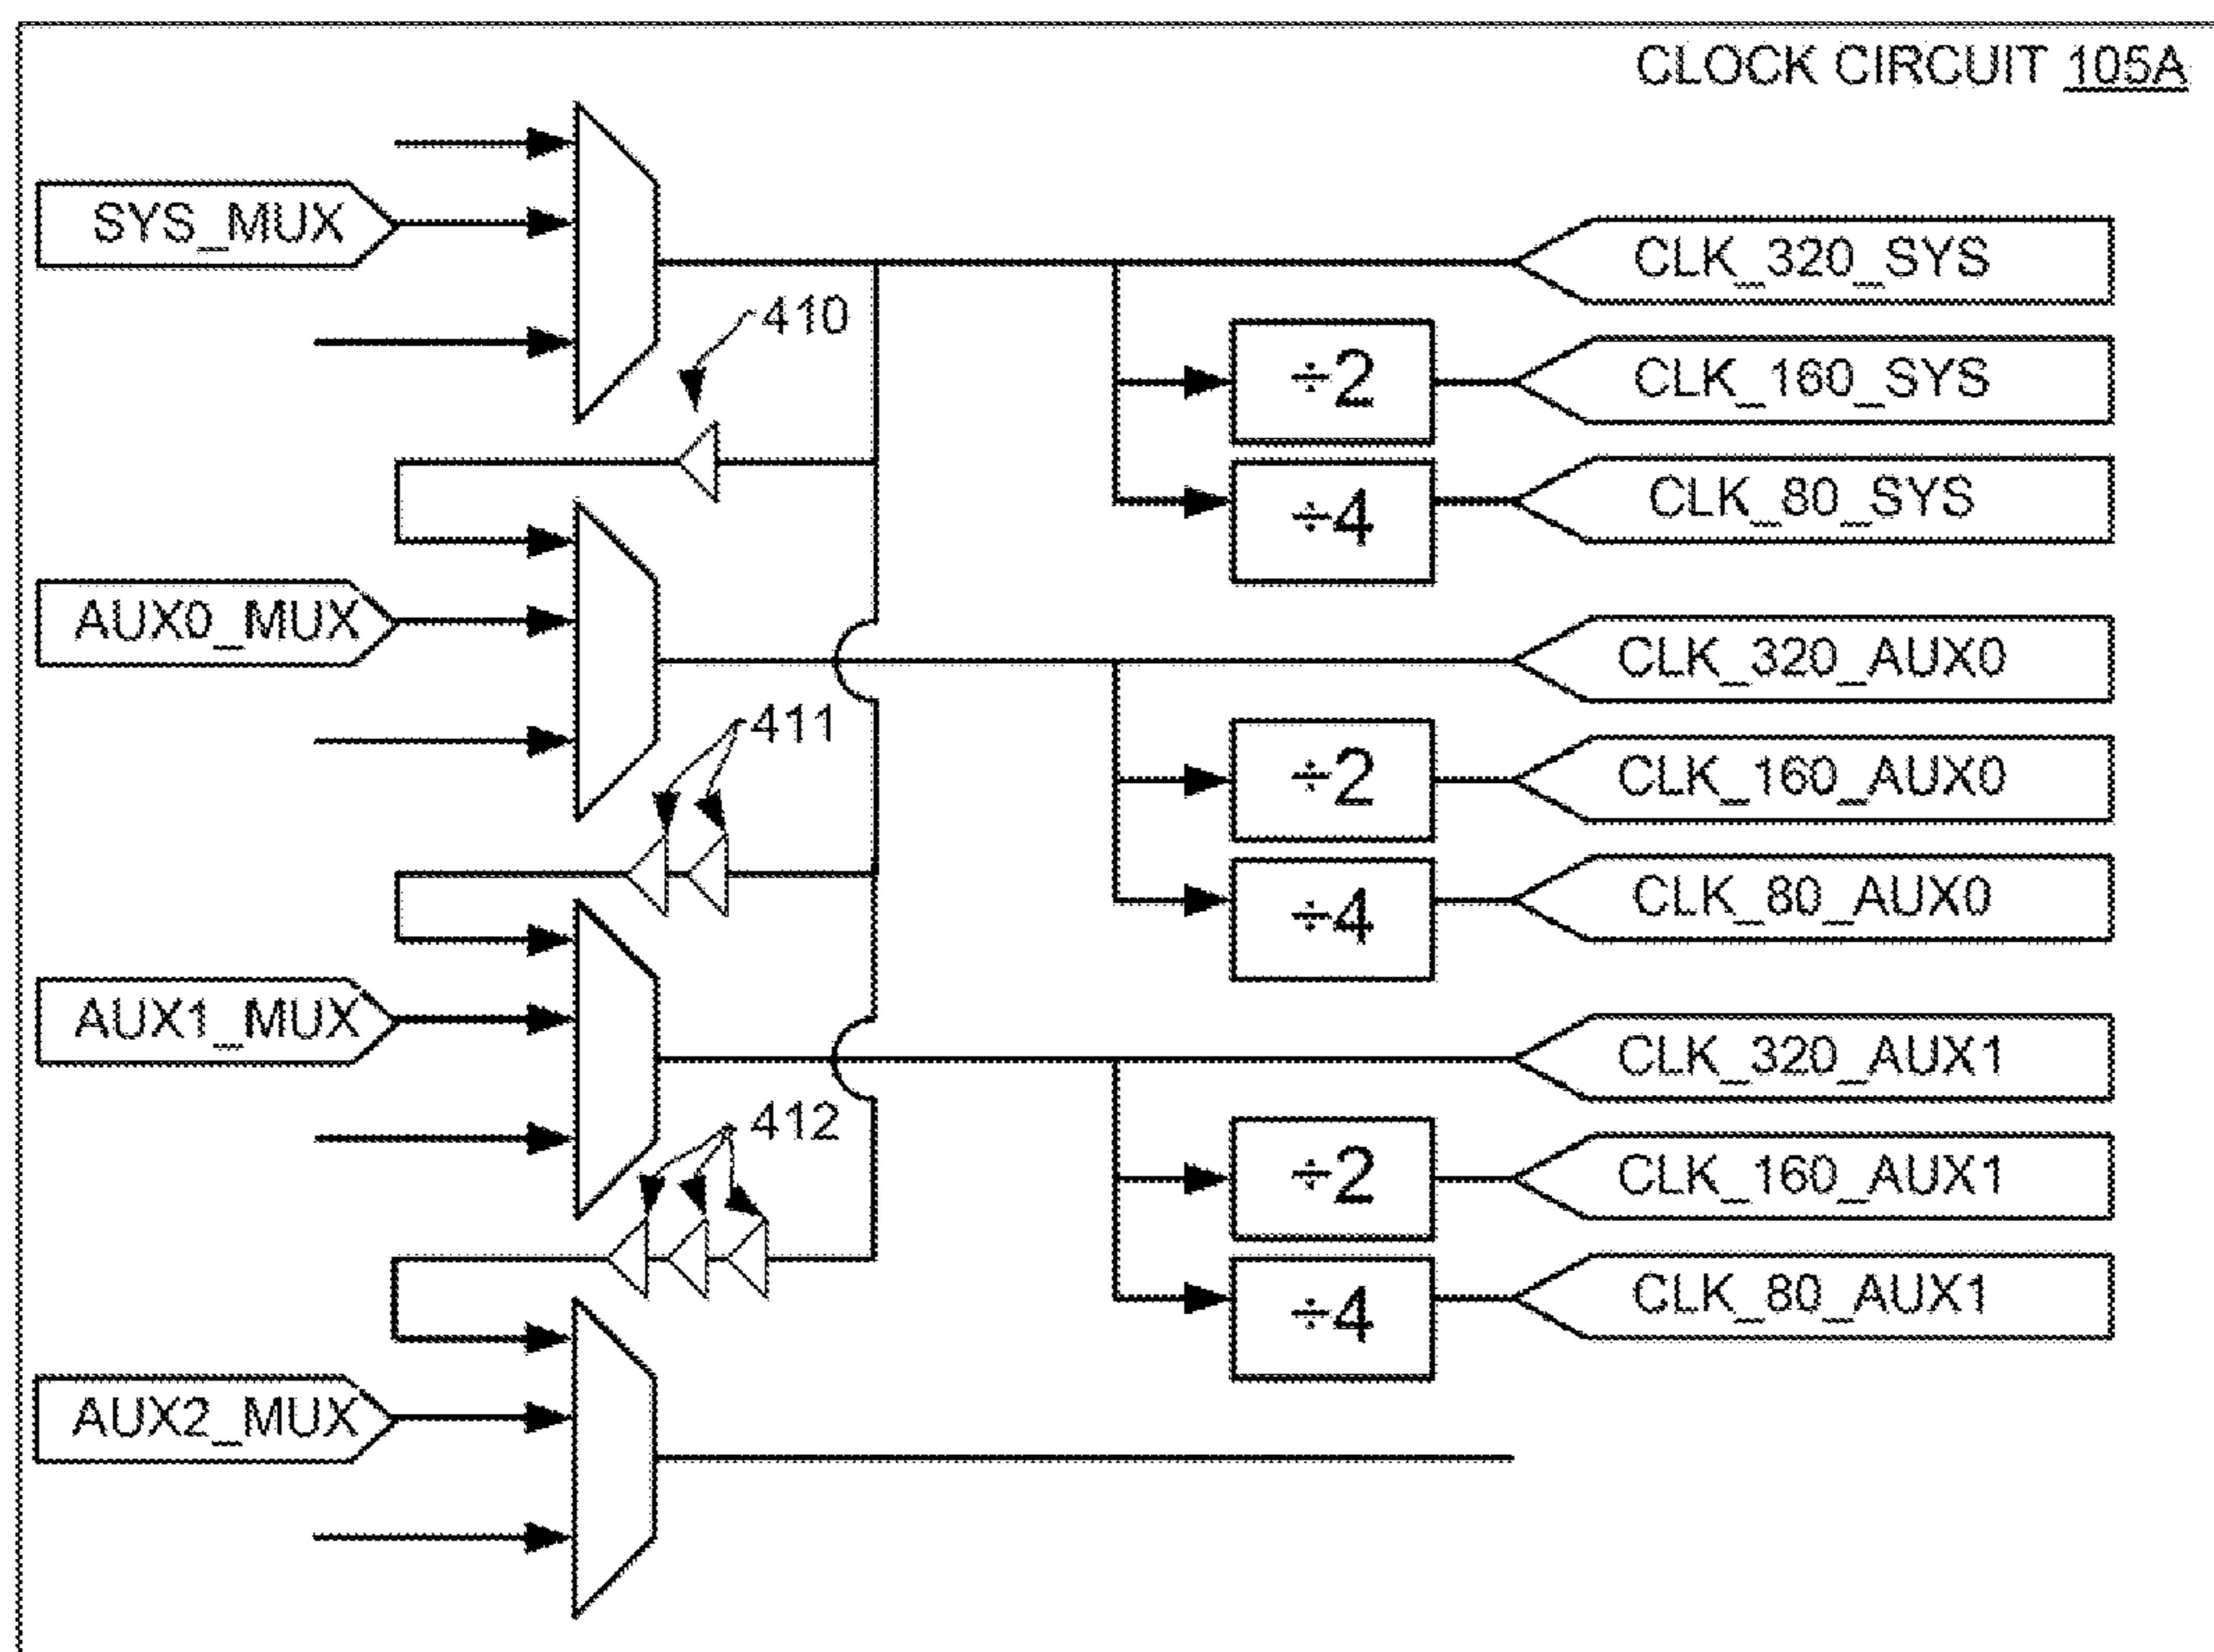 CLOCK CIRCUIT 105A
SYS_MUX
CLK_320_SYS
410
÷2
CLK_160_SYS
÷4
CLK_80_SYS
AUX0_MUX
CLK_320_AUX0
411
÷2
CLK_160_AUX0
÷4
CLK_80_AUX0
AUX1_MUX
CLK_320_AUX1
412
÷2
CLK_160_AUX1
÷4
CLK_80_AUX1
AUX2_MUX